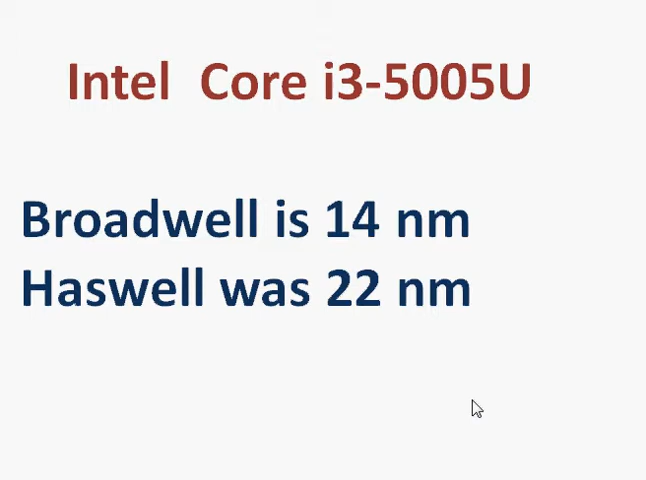 Intel Core i3-5005U
Broadwell is 14 nm
Haswell was 22 nm